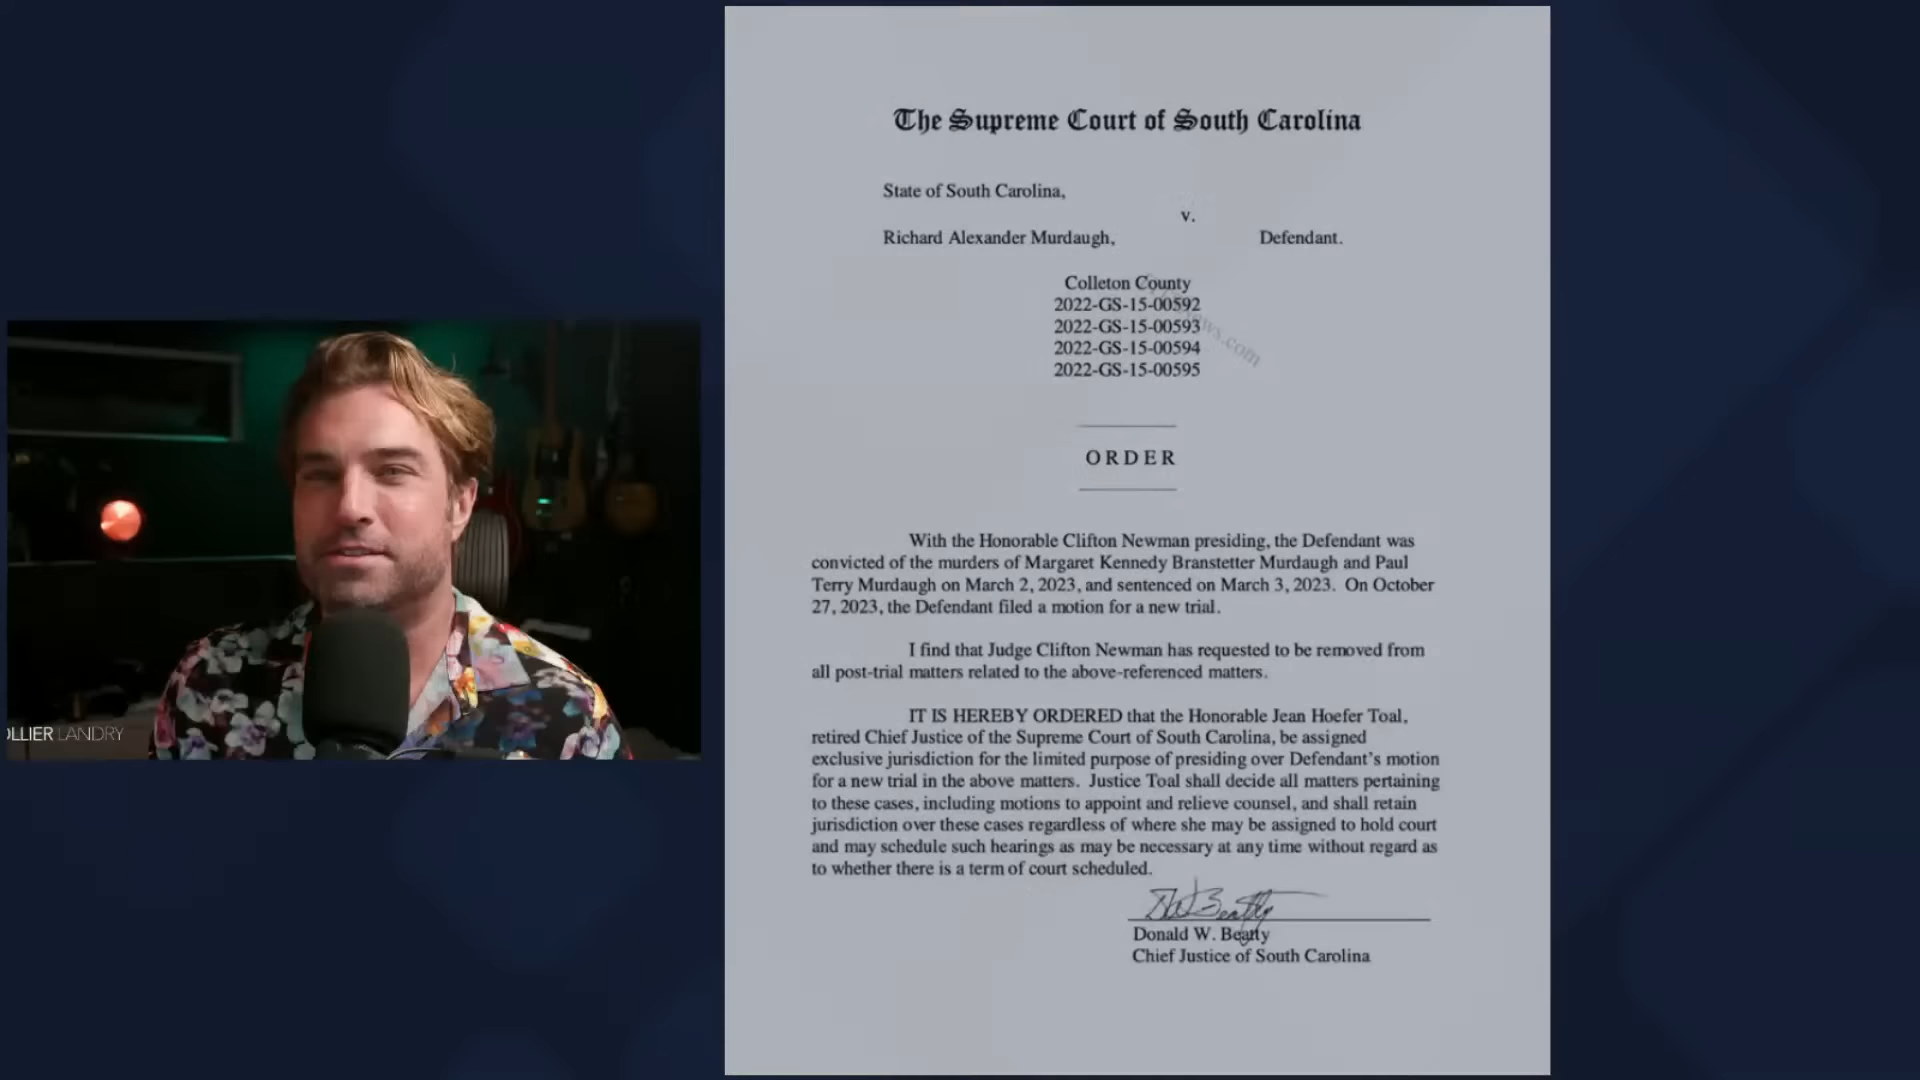 The Supreme Court of South Carolina
State of South Carolina,
v.
Richard Alexander Murdaugh, Defendant.
Colleton County
2022-GS-15-00592
2022-GS-15-00593
2022-GS-15-00594
2022-GS-15-00595
ews.com
ORDER
With the Honorable Clifton Newman presiding, the Defendant was
convicted of the murders of Margaret Kennedy Branstetter Murdaugh and Paul
Terry Murdaugh on March 2, 2023, and sentenced on March 3, 2023. On October
27, 2023, the Defendant filed a motion for a new trial.
I find that Judge Clifton Newman has requested to be removed from
all post-trial matters related to the above-referenced matters.
IT IS HEREBY ORDERED that the Honorable Jean Hoefer Toal,
retired Chief Justice of the Supreme Court of South Carolina, be assigned
exclusive jurisdiction for the limited purpose of presiding over Defendant's motion
for a new trial in the above matters. Justice Toal shall decide all matters pertaining
to these cases, including motions to appoint and relieve counsel, and shall retain
jurisdiction over these cases regardless of where she may be assigned to hold court
and may schedule such hearings as may be necessary at any time without regard as
to whether there is a term of court scheduled.
Donald W. Beatty
Chief Justice of South Carolina
OLLIER LANDRY